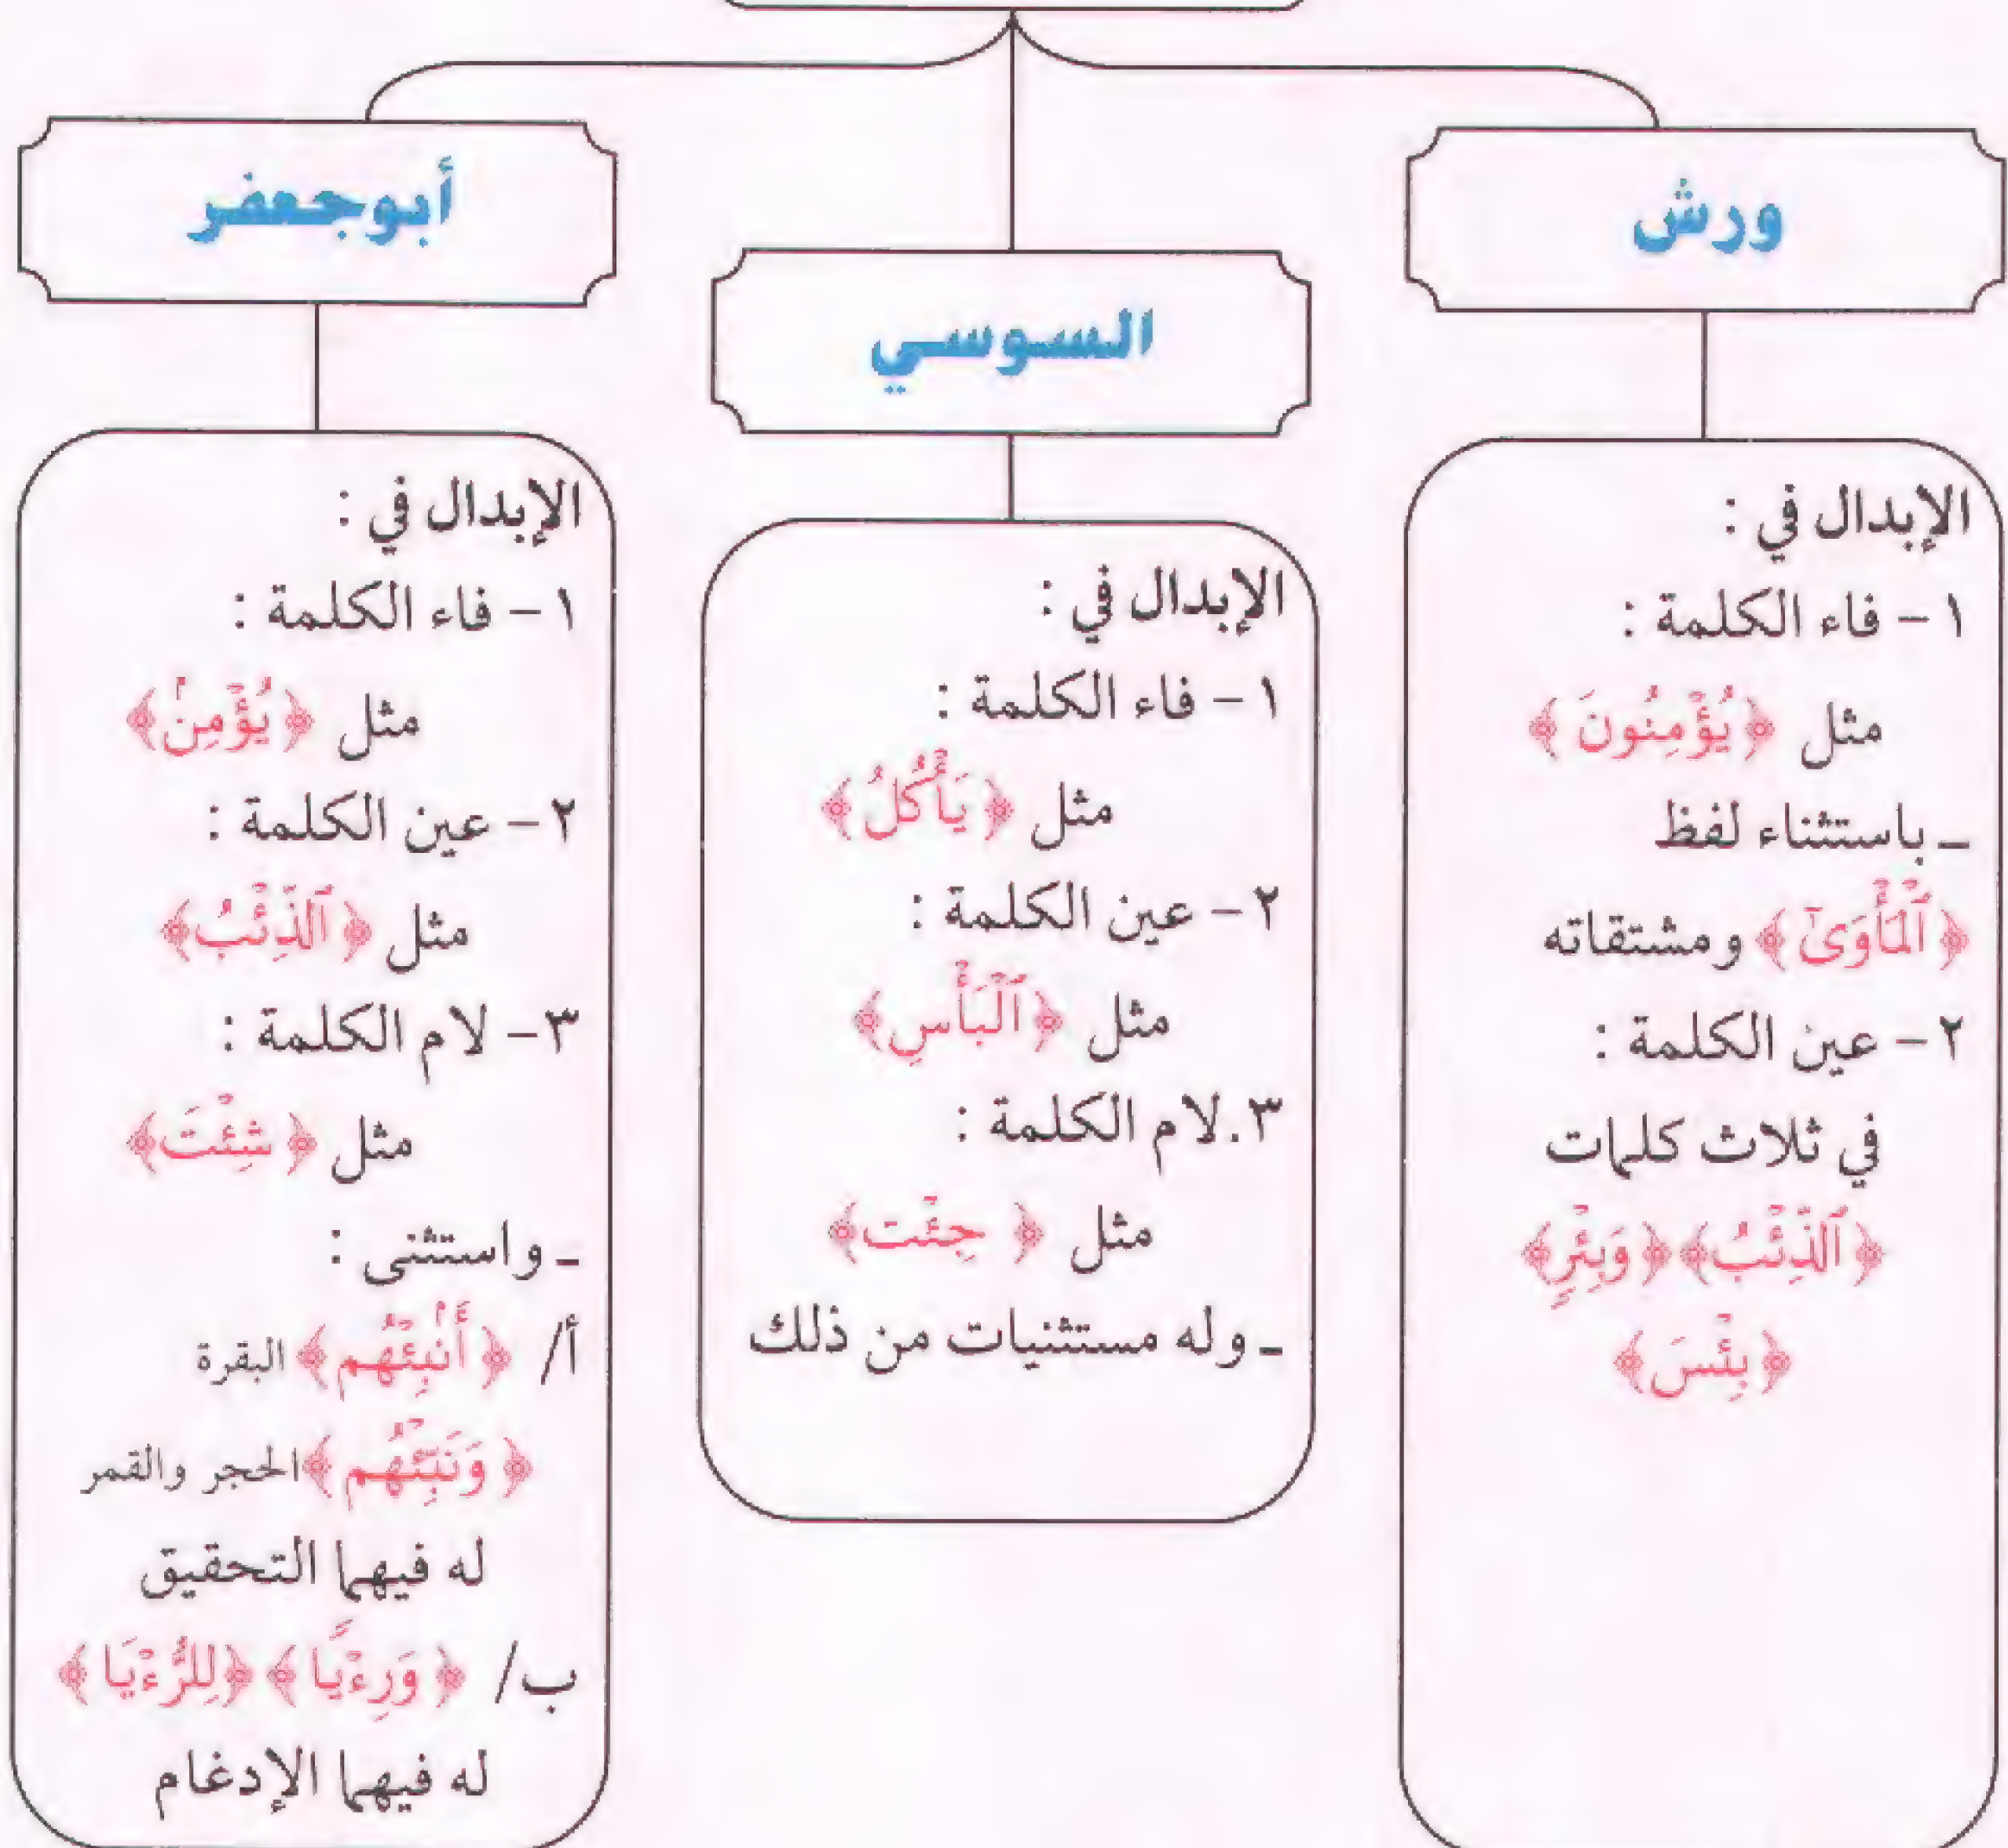 ورش
الإبدال في :
١ – فاء الكلمة :
مثل ﴿يُؤْمِنُونَ﴾
ـ باستثناء لفظ
﴿ٱلْمَأْوَىٰٓ﴾ ومشتقاته
٢ – عين الكلمة :
في ثلاث كلمات
﴿ٱلذِّئْبُ﴾ ﴿وَبِئْرٍ﴾
﴿بِئْسَ﴾
السوسي
الإبدال في :
١ – فاء الكلمة :
مثل ﴿يَأْكُلُ﴾
٢ – عين الكلمة :
مثل ﴿ٱلْبَأْسِ﴾
٣. لام الكلمة :
مثل ﴿جِئْت﴾
ـ وله مستثنيات من ذلك
أبوجعفر
الإبدال في :
١ – فاء الكلمة :
مثل ﴿يُؤْمِنُ﴾
٢ – عين الكلمة :
مثل ﴿ٱلذِّئْبُ﴾
٣ – لام الكلمة :
مثل ﴿شِئْتَ﴾
ـ واستثنى :
أ/ ﴿أَنۢبِئْهُم﴾ البقرة
﴿وَنَبِّئْهُم﴾ الحجر والقمر
له فيهما التحقيق
ب/ ﴿وَرِءْيًا﴾ ﴿لِلرُّءْيَا﴾
له فيهما الإدغام